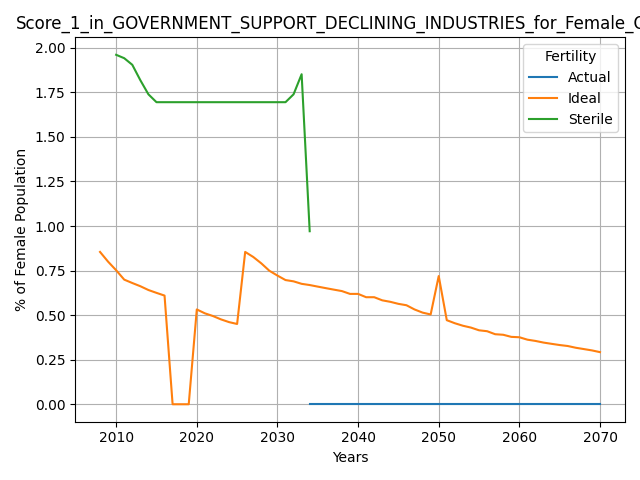 Score_1_in_GOVERNMENT_SUPPORT_DECLINING_INDUSTRIES_for_Female_
Fertility
Actual
Ideal
Sterile
2.00
1.75
1.50
1.25
1.00
0.75
0.50
0.25
0.00
% of Female Population
2010 2020 2030 2040 2050 2060 2070
Years